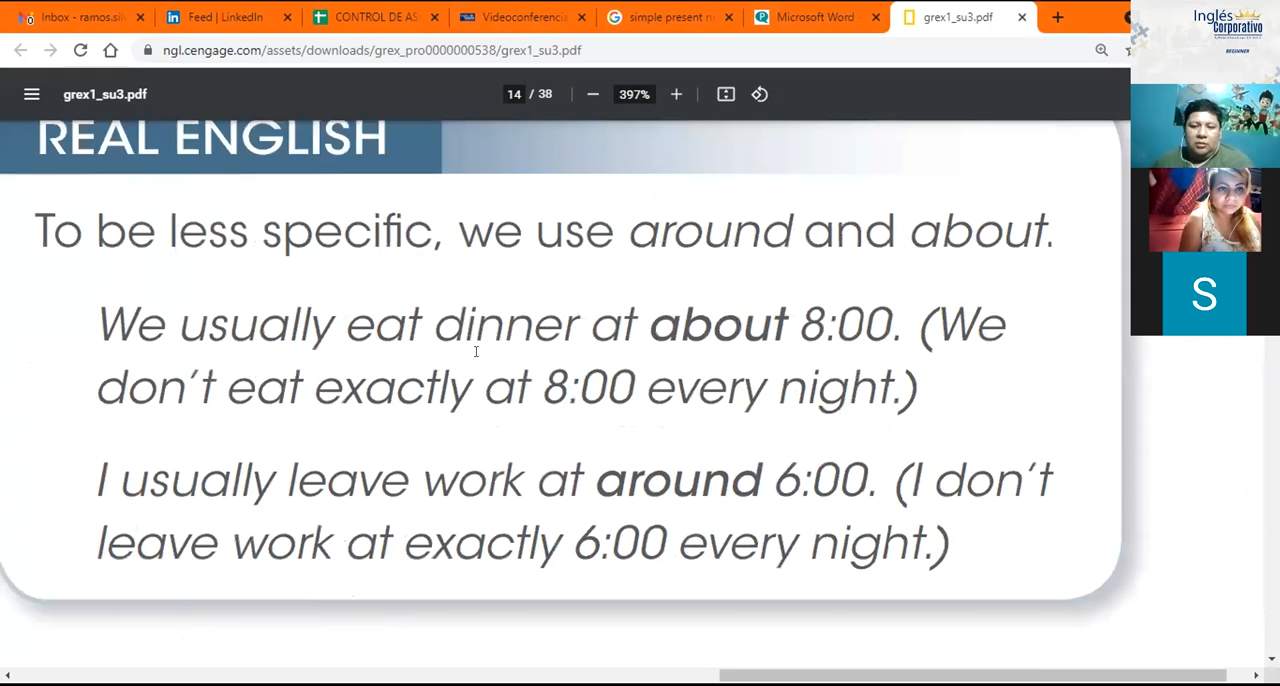 Inbox - ramos.sil
Feed | LinkedIn
CONTROL DE AS
Videoconferencia
simple present n
Microsoft Word -
grex1_su3.pdf
Inglés
Corporativo
BEGINNER
ngl.cengage.com/assets/downloads/grex_pro0000000538/grex1_su3.pdf
grex1_su3.pdf
14 / 38
397%
REAL ENGLISH
To be less specific, we use around and about.
We usually eat dinner at about 8:00. (We
don't eat exactly at 8:00 every night.)
I usually leave work at around 6:00. (I don't
leave work at exactly 6:00 every night.)
S